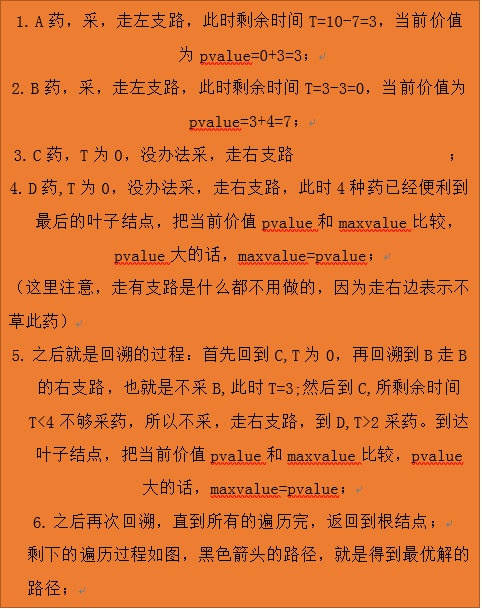 1. A 药，采，走左支路，此时剩余时间 T=10-7=3，当前价值
为 pvalue=0+3=3；
2. B 药，采，走左支路，此时剩余时间 T=3-3=0，当前价值为
pvalue=3+4=7；
3. C 药，T 为 0，没办法采，走右支路 ；
4. D 药，T 为 0，没办法采，走右支路，此时 4 种药已经便利到
最后的叶子结点，把当前价值 pvalue 和 maxvalue 比较，
pvalue 大的话，maxvalue=pvalue；
（这里注意，走有支路是什么都不用做的，因为走右边表示不
草此药）
5. 之后就是回溯的过程：首先回到 C,T 为 0，再回溯到 B 走 B
的右支路，也就是不采 B,此时 T=3;然后到 C,所剩余时间
T<4 不够采药，所以不采，走右支路，到 D,T>2 采药。到达
叶子结点，把当前价值 pvalue 和 maxvalue 比较，pvalue
大的话，maxvalue=pvalue；
6. 之后再次回溯，直到所有的遍历完，返回到根结点；
剩下的遍历过程如图，黑色箭头的路径，就是得到最优解的
路径；